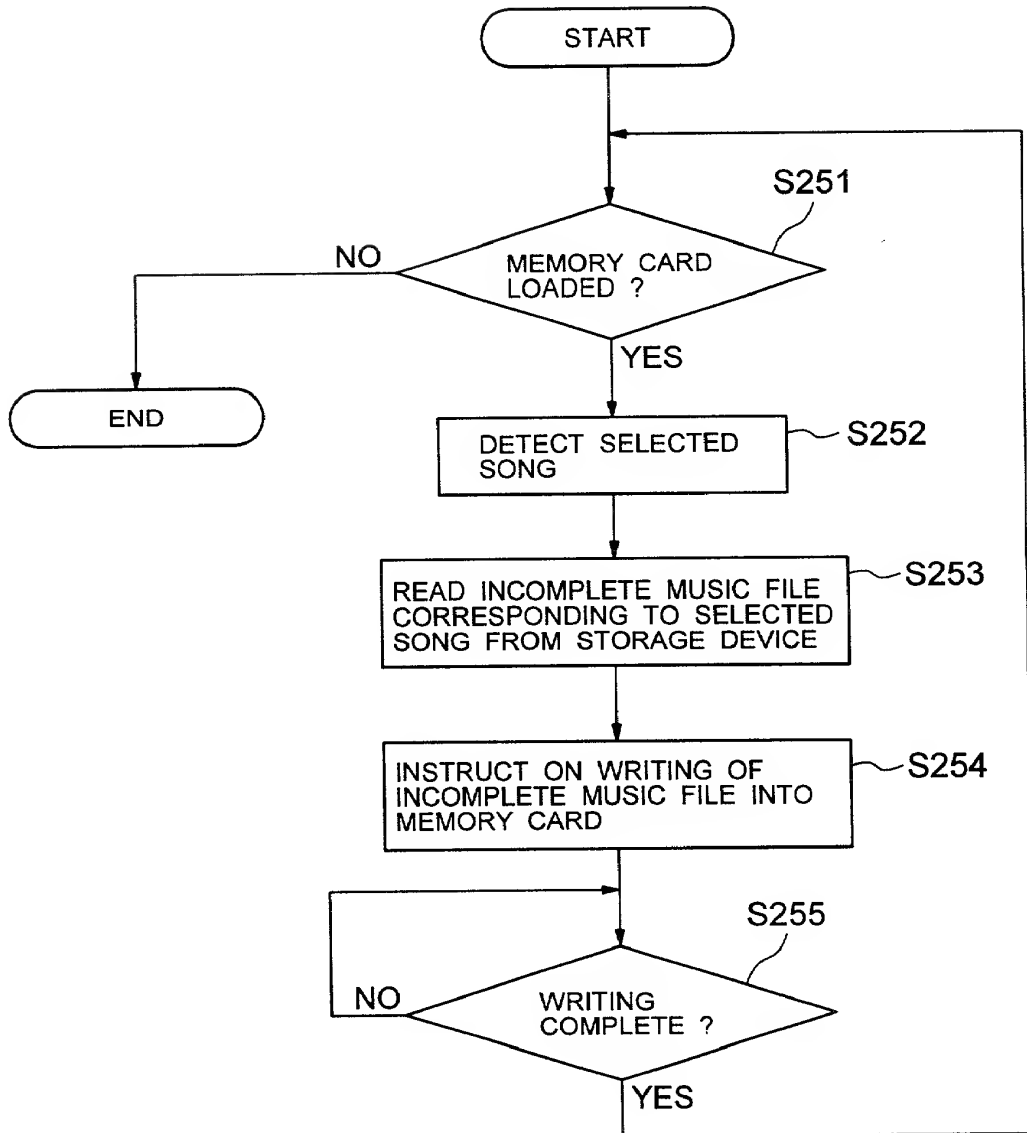 START
S251
NO
MEMORY CARD
LOADED ?
YES
END
DETECT SELECTED
SONG
S252
READ INCOMPLETE MUSIC FILE
CORRESPONDING TO SELECTED
SONG FROM STORAGE DEVICE
S253
INSTRUCT ON WRITING OF
INCOMPLETE MUSIC FILE INTO
MEMORY CARD
S254
S255
NO
WRITING
COMPLETE ?
YES